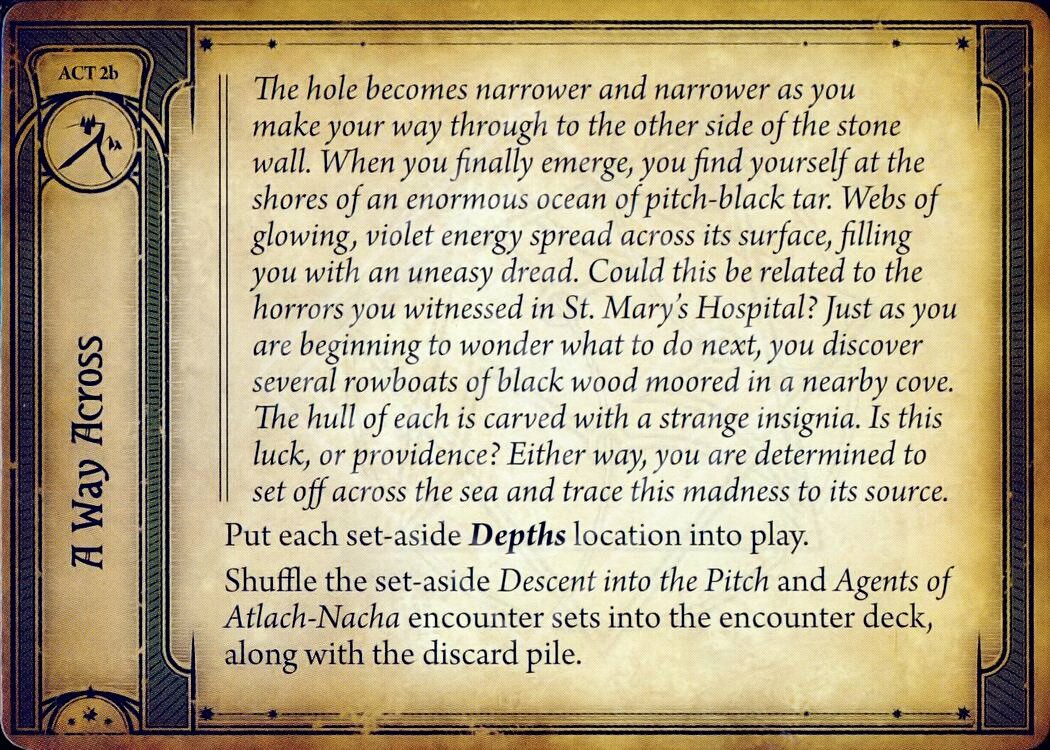 ACT 2b
A Way Across
The hole becomes narrower and narrower as you
make your way through to the other side of the stone
wall. When you finally emerge, you find yourself at the
shores of an enormous ocean of pitch-black tar. Webs of
glowing, violet energy spread across its surface, filling
you with an uneasy dread. Could this be related to the
horrors you witnessed in St. Mary’s Hospital? Just as you
are beginning to wonder what to do next, you discover
several rowboats of black wood moored in a nearby cove.
The hull of each is carved with a strange insignia. Is this
luck, or providence? Either way, you are determined to
set off across the sea and trace this madness to its source.
Put each set-aside Depths location into play.
Shuffle the set-aside Descent into the Pitch and Agents of
Atlach-Nacha encounter sets into the encounter deck,
along with the discard pile.